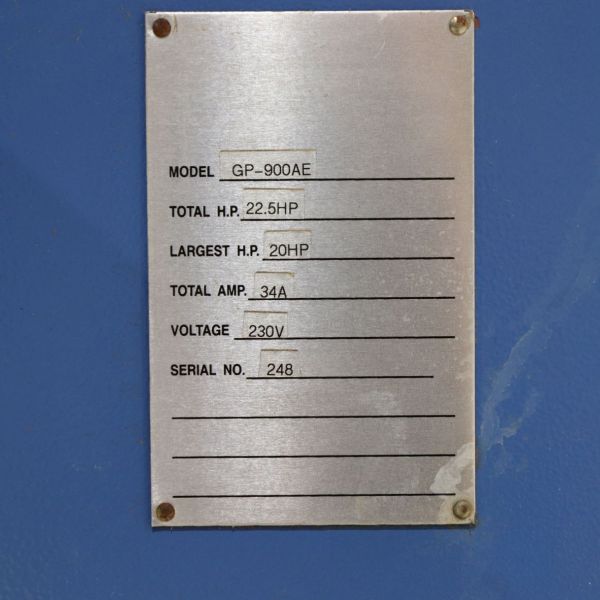 MODEL GP-900AE
TOTAL H.P. 22.5HP
LARGEST H.P. 20HP
TOTAL AMP. 34A
VOLTAGE 230V
SERIAL NO. 248